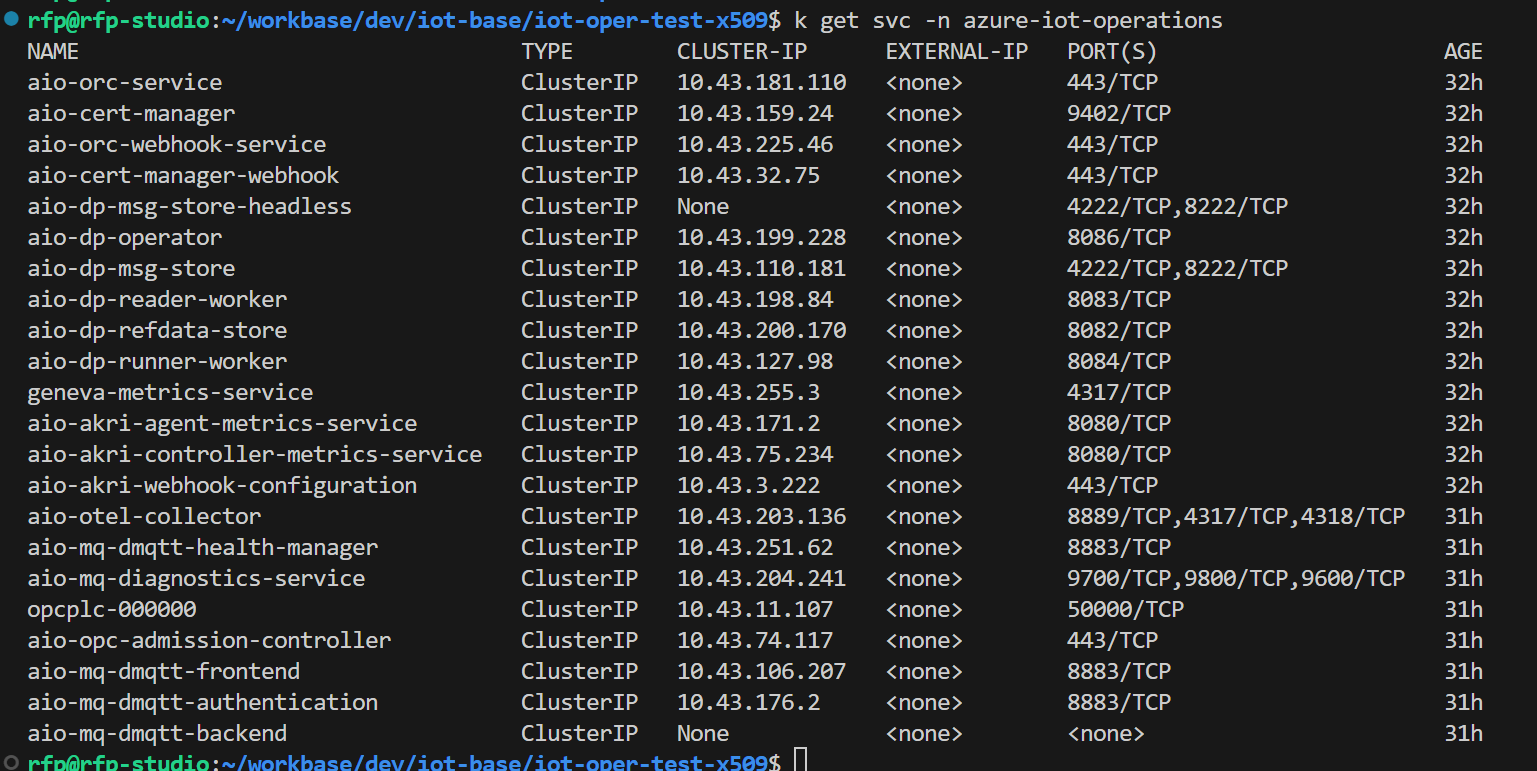 rfp@rfp-studio:~/workbase/dev/iot-base/iot-oper-test-x509$ k get svc -n azure-iot-operations
NAME TYPE CLUSTER-IP EXTERNAL-IP PORT(S) AGE
aio-orc-service ClusterIP 10.43.181.110 <none> 443/TCP 32h
aio-cert-manager ClusterIP 10.43.159.24 <none> 9402/TCP 32h
aio-orc-webhook-service ClusterIP 10.43.225.46 <none> 443/TCP 32h
aio-cert-manager-webhook ClusterIP 10.43.32.75 <none> 443/TCP 32h
aio-dp-msg-store-headless ClusterIP None <none> 4222/TCP,8222/TCP 32h
aio-dp-operator ClusterIP 10.43.199.228 <none> 8086/TCP 32h
aio-dp-msg-store ClusterIP 10.43.110.181 <none> 4222/TCP,8222/TCP 32h
aio-dp-reader-worker ClusterIP 10.43.198.84 <none> 8083/TCP 32h
aio-dp-refdata-store ClusterIP 10.43.200.170 <none> 8082/TCP 32h
aio-dp-runner-worker ClusterIP 10.43.127.98 <none> 8084/TCP 32h
geneva-metrics-service ClusterIP 10.43.255.3 <none> 4317/TCP 32h
aio-akri-agent-metrics-service ClusterIP 10.43.171.2 <none> 8080/TCP 32h
aio-akri-controller-metrics-service ClusterIP 10.43.75.234 <none> 8080/TCP 32h
aio-akri-webhook-configuration ClusterIP 10.43.3.222 <none> 443/TCP 32h
aio-otel-collector ClusterIP 10.43.203.136 <none> 8889/TCP,4317/TCP,4318/TCP 31h
aio-mq-dmqtt-health-manager ClusterIP 10.43.251.62 <none> 8883/TCP 31h
aio-mq-diagnostics-service ClusterIP 10.43.204.241 <none> 9700/TCP,9800/TCP,9600/TCP 31h
opcplc-000000 ClusterIP 10.43.11.107 <none> 50000/TCP 31h
aio-opc-admission-controller ClusterIP 10.43.74.117 <none> 443/TCP 31h
aio-mq-dmqtt-frontend ClusterIP 10.43.106.207 <none> 8883/TCP 31h
aio-mq-dmqtt-authentication ClusterIP 10.43.176.2 <none> 8883/TCP 31h
aio-mq-dmqtt-backend ClusterIP None <none> <none> 31h
rfp@rfp-studio:~/workbase/dev/iot-base/iot-oper-test-x509$